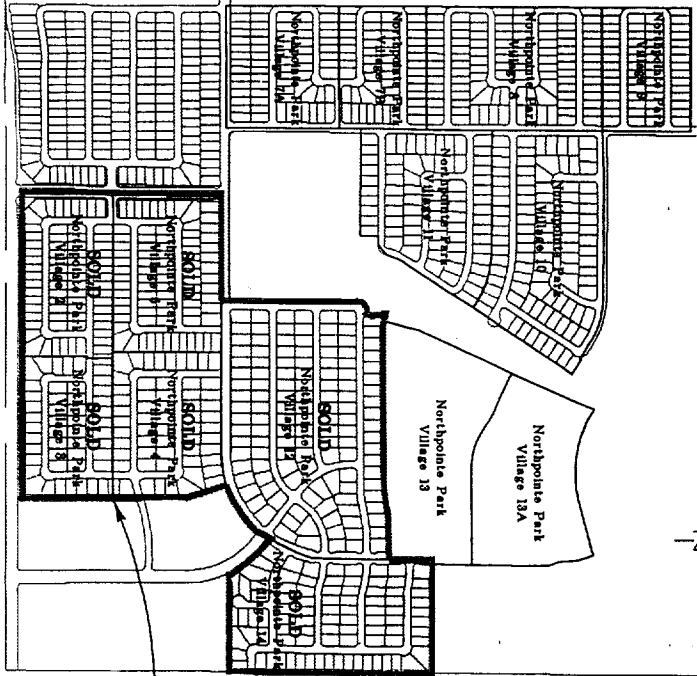 Northpointe Park
Village 7A
Northpointe Park
Village 7B
Northpointe Park
Village
Northpointe Park
Village 9
Northpointe Park
Village 11
Northpointe Park
Village 10
SOLD
Northpointe Park
Village 2
SOLD
Northpointe Park
Village
SOLD
Northpointe Park
Village 3
SOLD
Northpointe Park
Village 4
SOLD
Northpointe Park
Village 12
Northpointe Park
Village 13
Northpointe Park
Village 13A
SOLD
Northpointe Park
Village 14